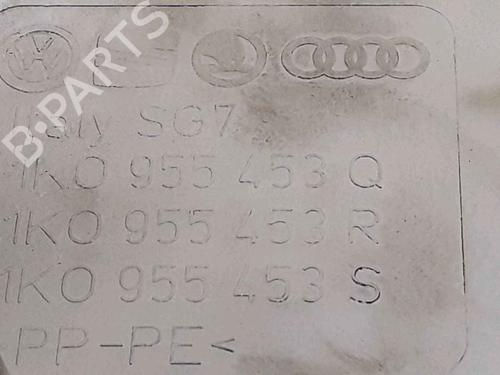 B-PARTS
Italy SG7
1K0 955 453 Q
1K0 955 453 R
1K0 955 453 S
PP-PE<